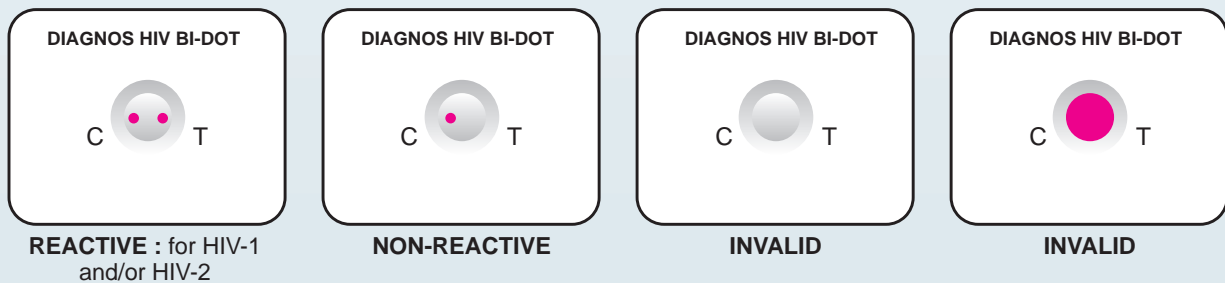 DIAGNOS HIV BI-DOT
C T
REACTIVE : for HIV-1
and/or HIV-2
DIAGNOS HIV BI-DOT
C T
NON-REACTIVE
DIAGNOS HIV BI-DOT
C T
INVALID
DIAGNOS HIV BI-DOT
C T
INVALID